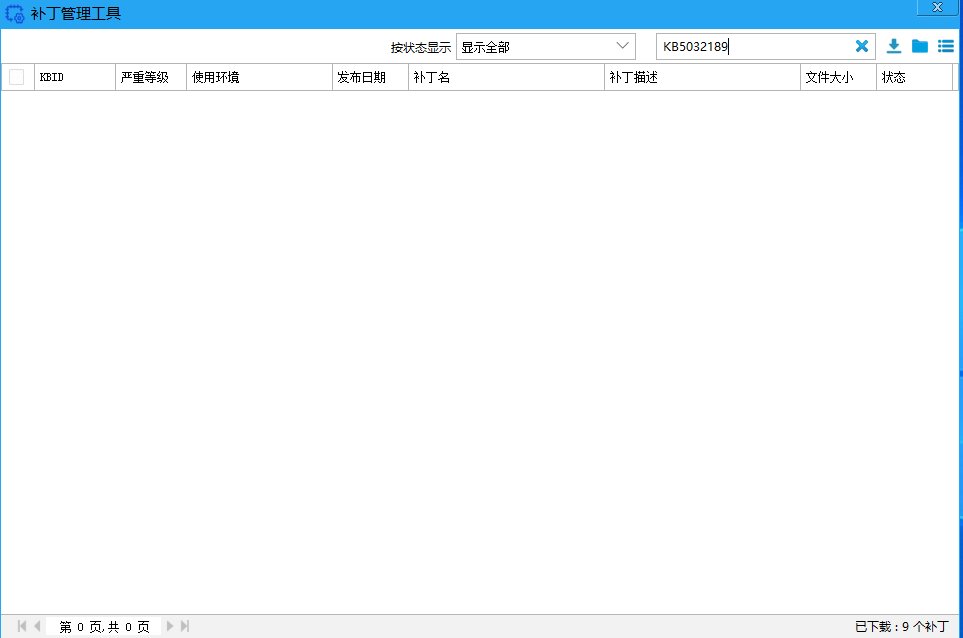 补丁管理工具
按状态显示 显示全部 KB5032189
KBID 严重等级 使用环境 发布日期 补丁名 补丁描述 文件大小 状态
第 0 页,共 0 页 已下载 : 9 个补丁